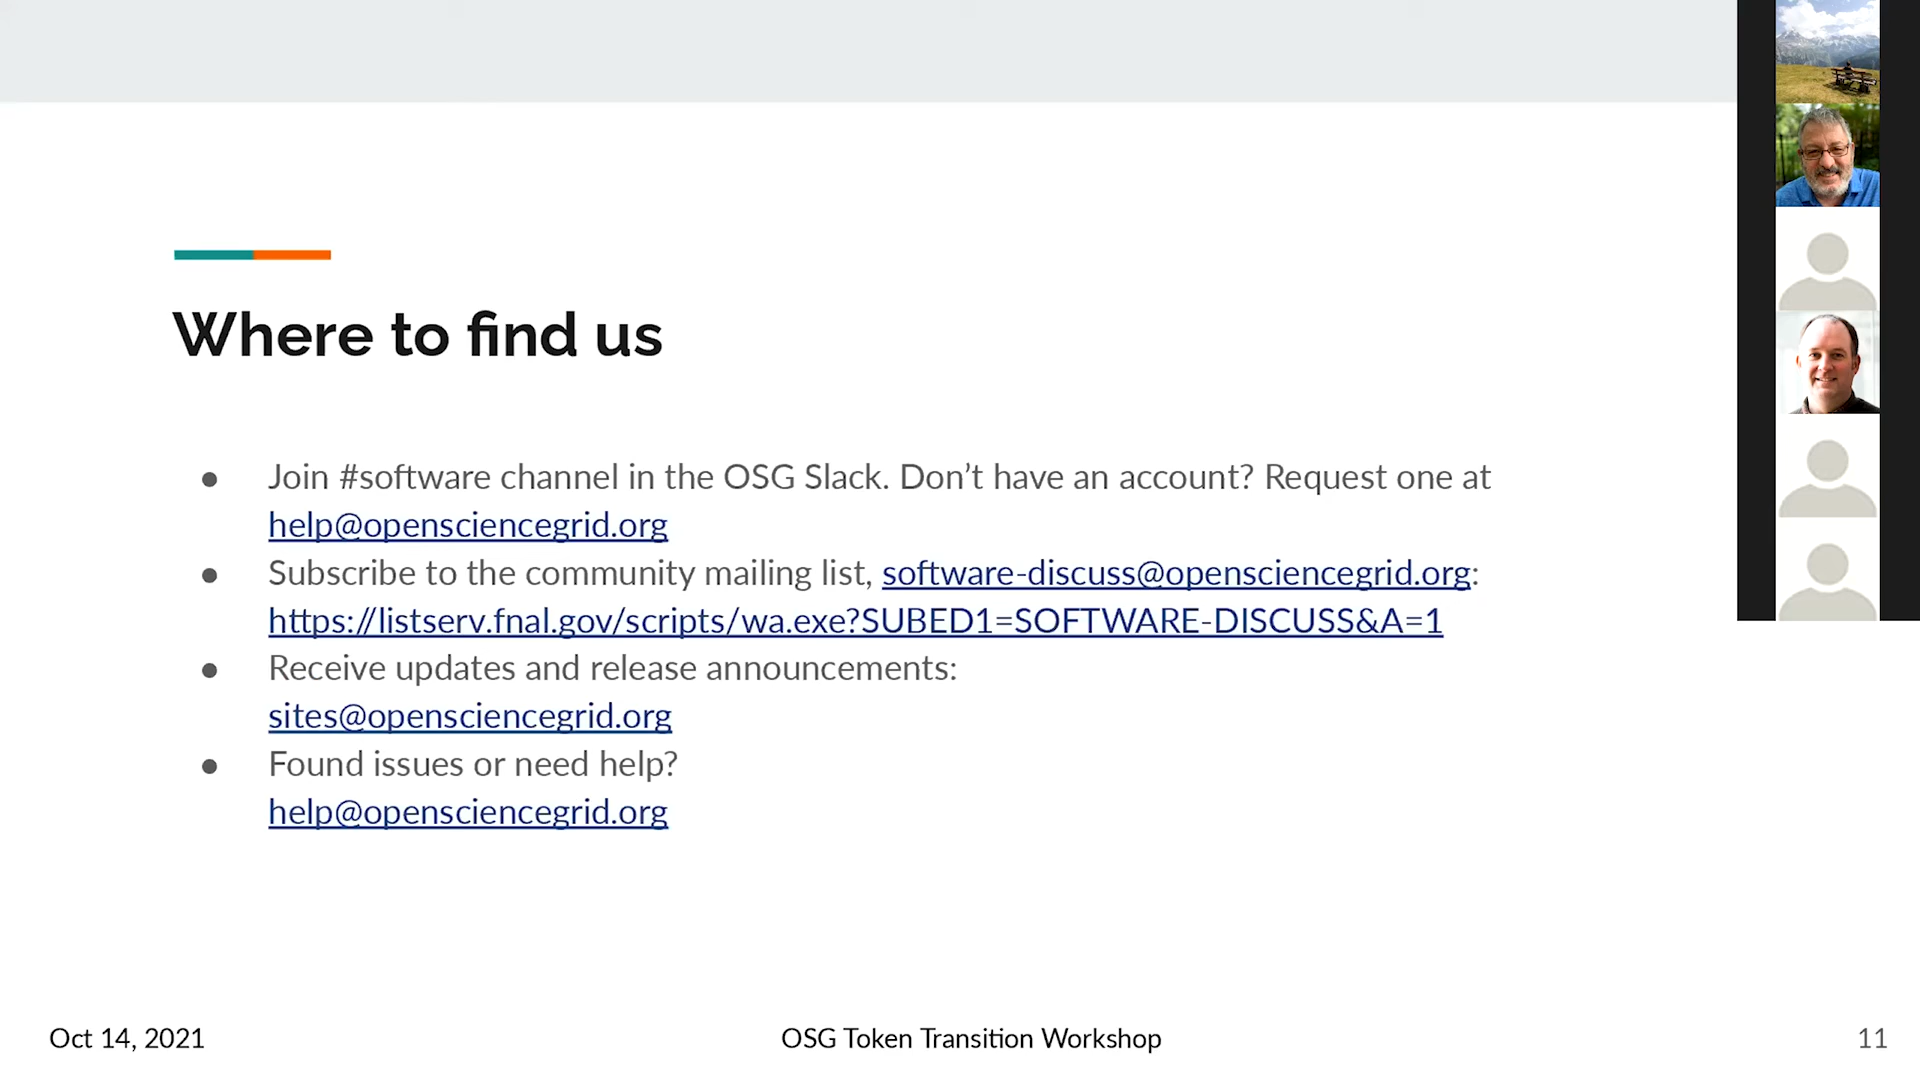 Where to find us
● Join #software channel in the OSG Slack. Don’t have an account? Request one at
help@opensciencegrid.org
● Subscribe to the community mailing list, software-discuss@opensciencegrid.org:
https://listserv.fnal.gov/scripts/wa.exe?SUBED1=SOFTWARE-DISCUSS&A=1
● Receive updates and release announcements:
sites@opensciencegrid.org
● Found issues or need help?
help@opensciencegrid.org
Oct 14, 2021
OSG Token Transition Workshop
11